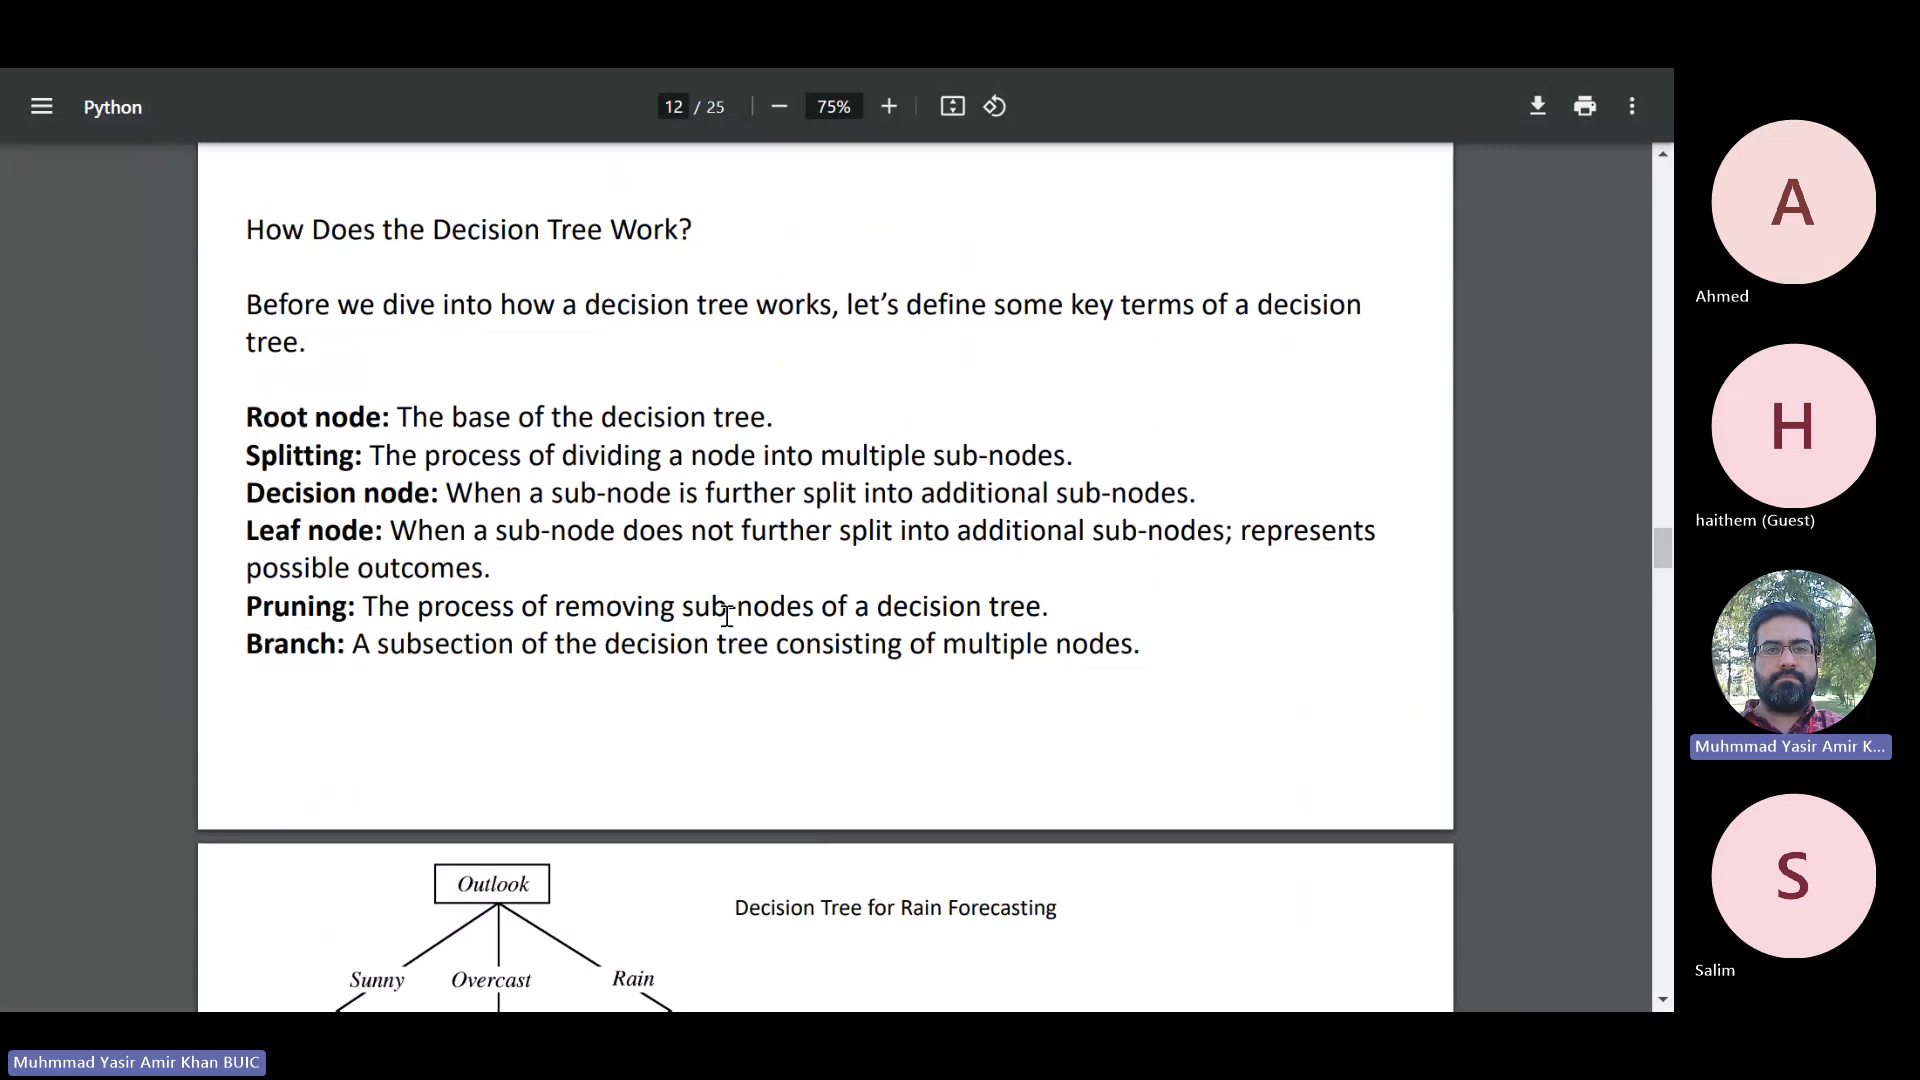 Python
12 / 25
75%
How Does the Decision Tree Work?
Before we dive into how a decision tree works, let’s define some key terms of a decision
tree.
Root node: The base of the decision tree.
Splitting: The process of dividing a node into multiple sub-nodes.
Decision node: When a sub-node is further split into additional sub-nodes.
Leaf node: When a sub-node does not further split into additional sub-nodes; represents
possible outcomes.
Pruning: The process of removing sub-nodes of a decision tree.
Branch: A subsection of the decision tree consisting of multiple nodes.
Outlook
Decision Tree for Rain Forecasting
Sunny Overcast Rain
A
Ahmed
H
haithem (Guest)
Muhmmad Yasir Amir K...
S
Salim
Muhmmad Yasir Amir Khan BUIC